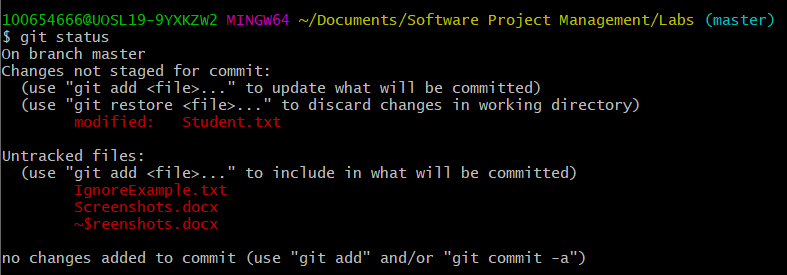 100654666@UOSL19-9YXKZW2 MINGW64 ~/Documents/Software Project Management/Labs (master)
$ git status
On branch master
Changes not staged for commit:
  (use "git add <file>..." to update what will be committed)
  (use "git restore <file>..." to discard changes in working directory)
        modified:   Student.txt

Untracked files:
  (use "git add <file>..." to include in what will be committed)
        IgnoreExample.txt
        Screenshots.docx
        ~$reenshots.docx

no changes added to commit (use "git add" and/or "git commit -a")